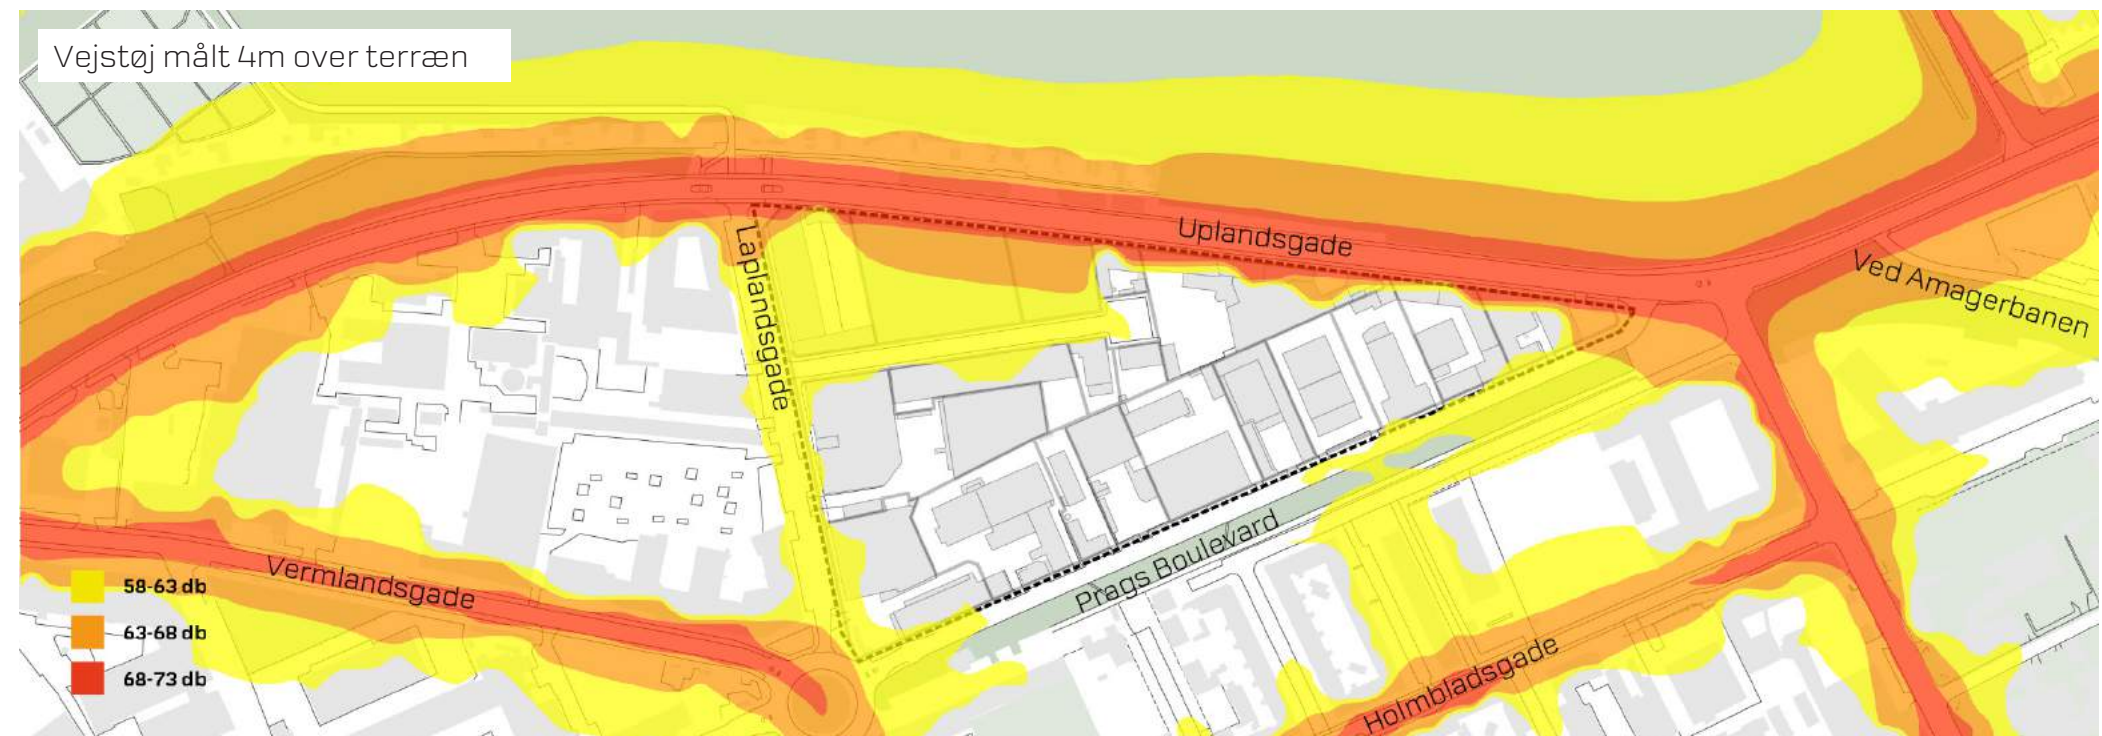 Vejstøj målt 4m over terræn
Uplandsgade
Laplandsgade
Ved Amagerbanen
Prags Boulevard
Vermlandsgade
Holmbladsgade
58-63 db
63-68 db
68-73 db